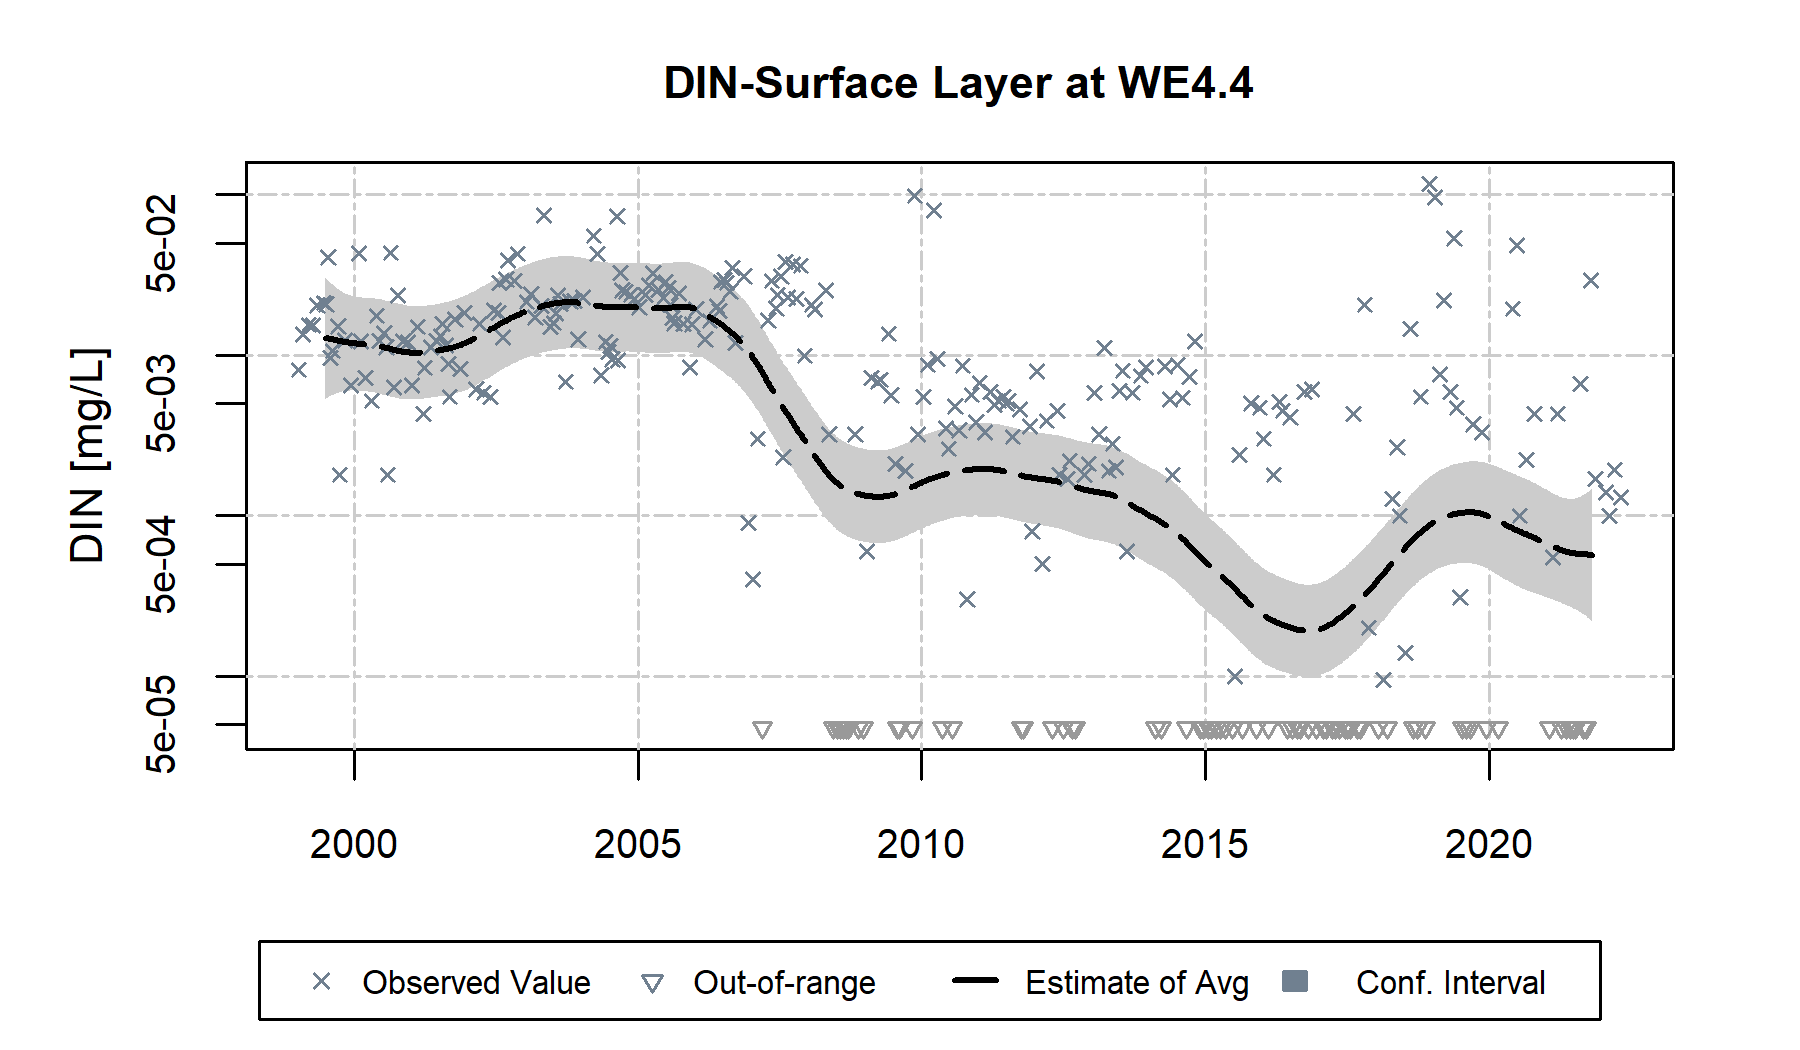 DIN-Surface Layer at WE4.4
DIN [mg/L]
5e-02
5e-03
5e-04
5e-05
2000 2005 2010 2015 2020
Observed Value Out-of-range Estimate of Avg Conf. Interval